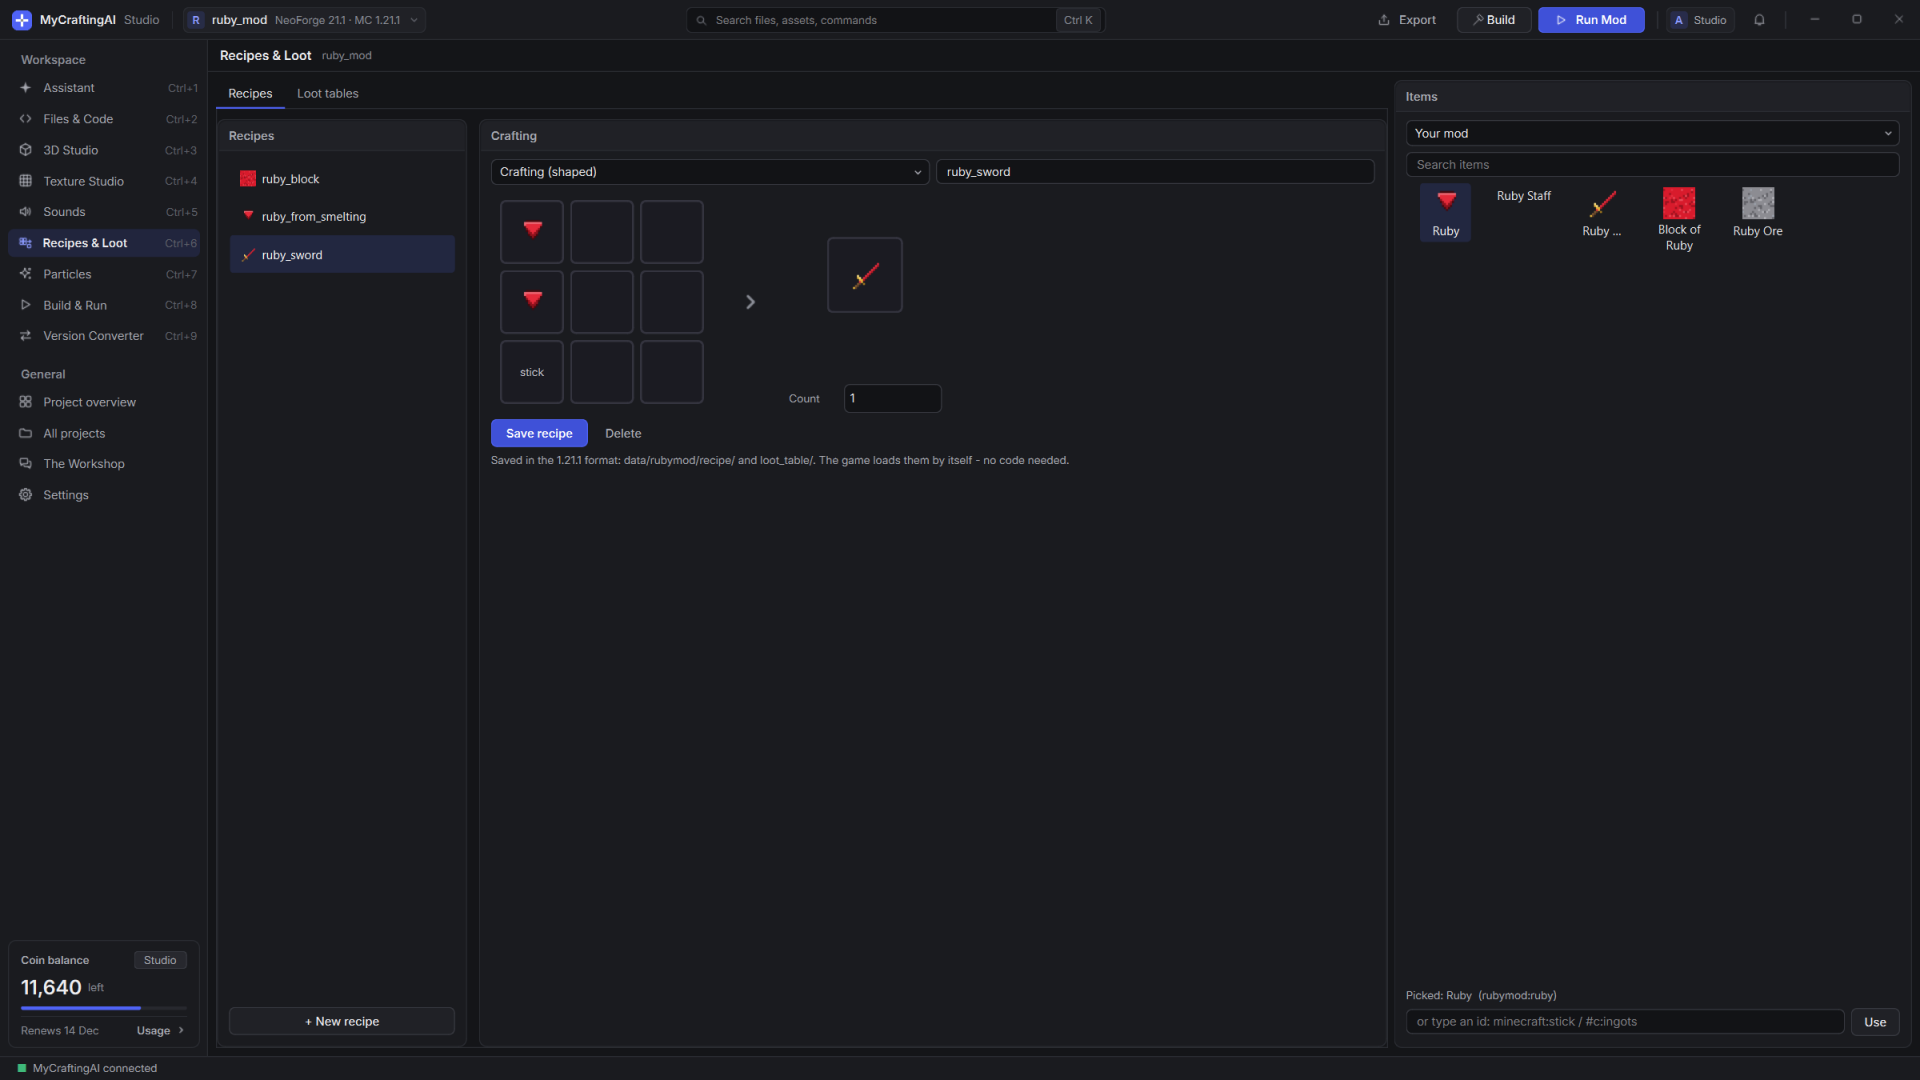 MyCraftingAI Studio
R ruby_mod NeoForge 21.1 · MC 1.21.1
Search files, assets, commands Ctrl K
Export
Build
Run Mod
A Studio
Workspace
Assistant Ctrl+1
Files & Code Ctrl+2
3D Studio Ctrl+3
Texture Studio Ctrl+4
Sounds Ctrl+5
Recipes & Loot Ctrl+6
Particles Ctrl+7
Build & Run Ctrl+8
Version Converter Ctrl+9
General
Project overview
All projects
The Workshop
Settings
Coin balance Studio
11,640 left
Renews 14 Dec Usage
MyCraftingAI connected
Recipes & Loot ruby_mod
Recipes Loot tables
Recipes
ruby_block
ruby_from_smelting
ruby_sword
+ New recipe
Crafting
Crafting (shaped) ruby_sword
stick
Count 1
Save recipe Delete
Saved in the 1.21.1 format: data/rubymod/recipe/ and loot_table/. The game loads them by itself - no code needed.
Items
Your mod
Search items
Ruby
Ruby Staff
Ruby ...
Block of
Ruby
Ruby Ore
Picked: Ruby (rubymod:ruby)
or type an id: minecraft:stick / #c:ingots Use